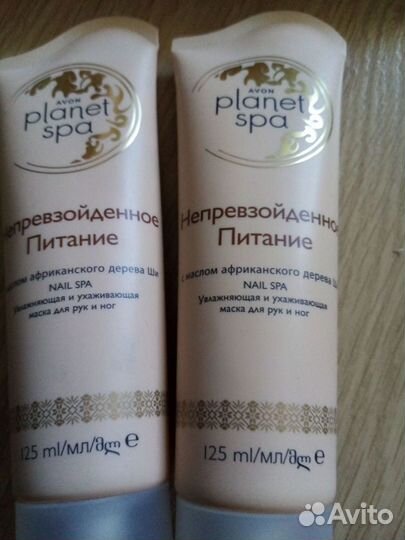 AVON
planet
spa
Непревзойденное
Питание
маслом африканского дерева Ши
NAIL SPA
Увлажняющая и ухаживающая
маска для рук и ног
125 ml/мл/მლ e
AVON
planet
spa
Непревзойденное
Питание
С маслом африканского дерева Ши
NAIL SPA
Увлажняющая и ухаживающая
маска для рук и ног
125 ml/мл/მლ e
Avito